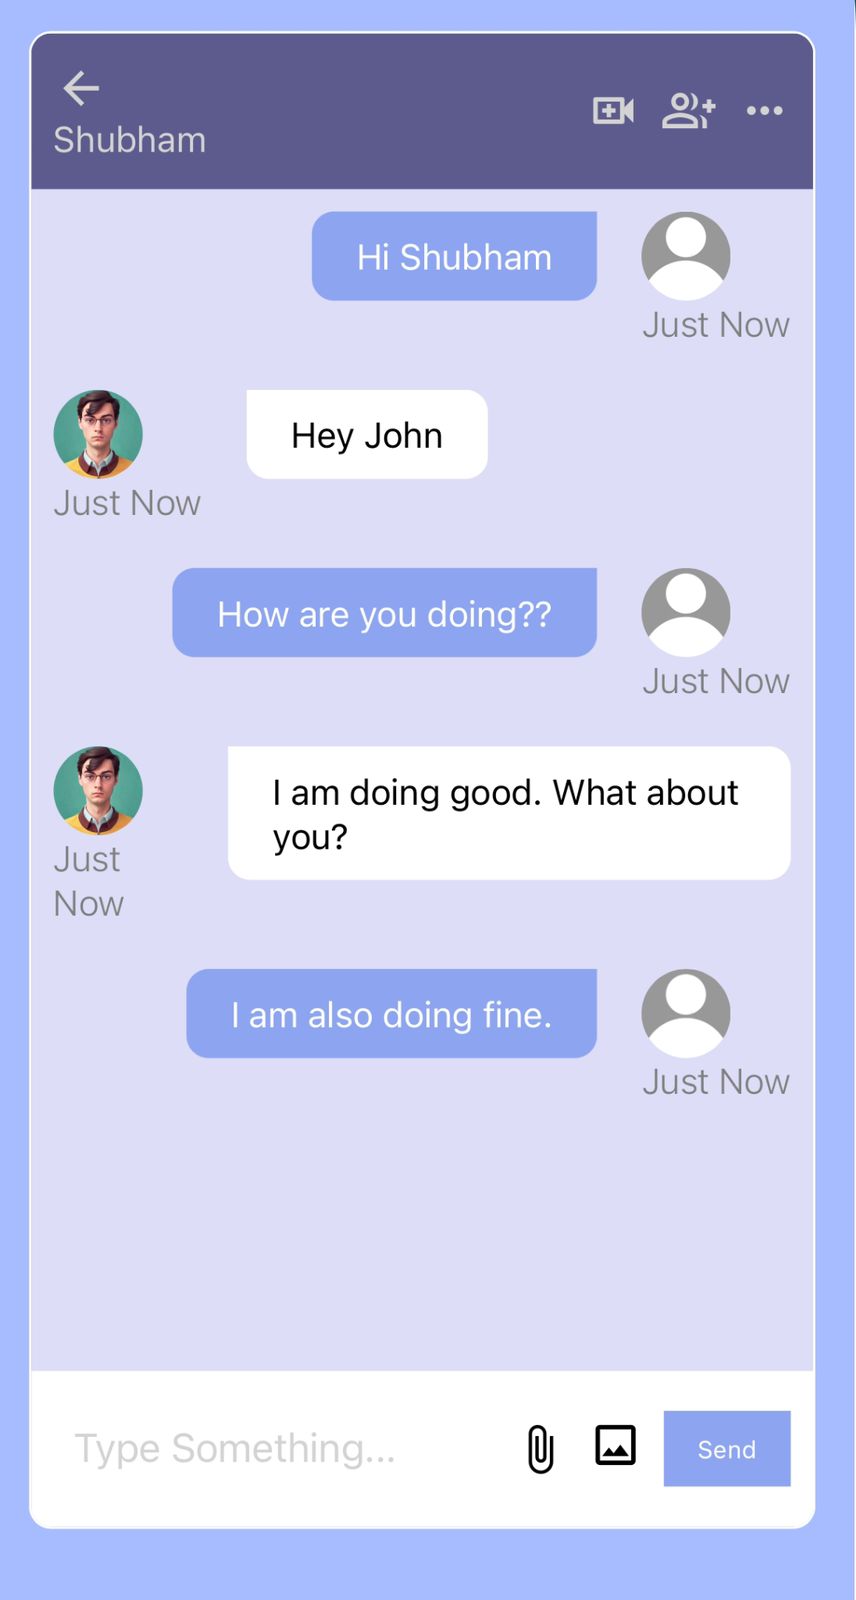 Shubham
Hi Shubham
Just Now
Hey John
Just Now
How are you doing??
Just Now
I am doing good. What about
you?
Just
Now
I am also doing fine.
Just Now
Type Something...
Send